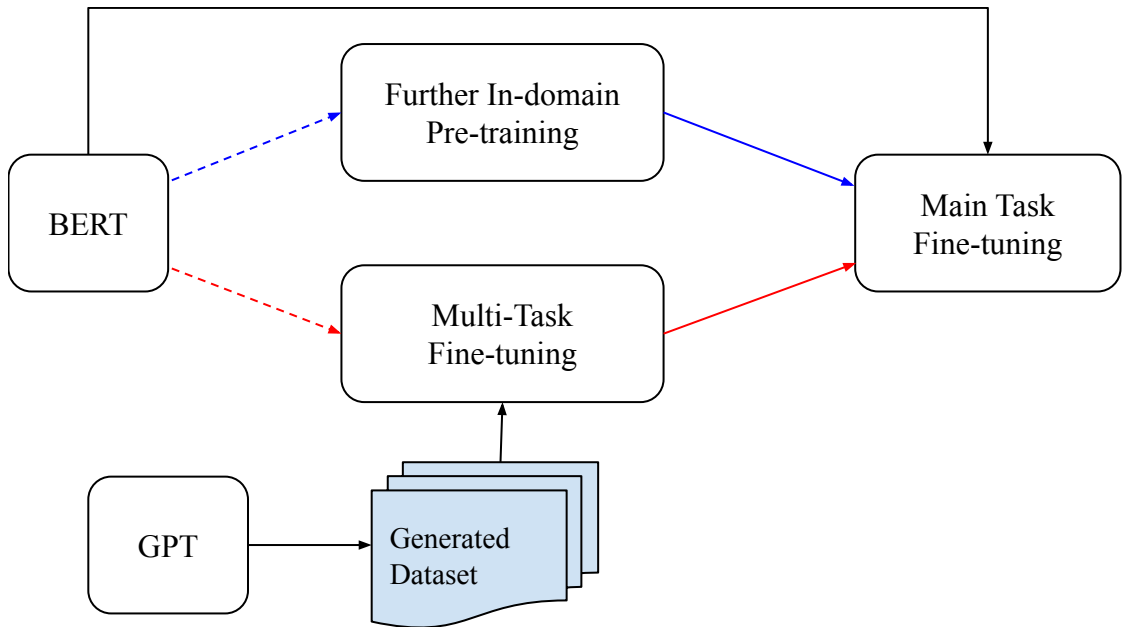 Further In-domain
Pre-training
BERT
Main Task
Fine-tuning
Multi-Task
Fine-tuning
GPT
Generated
Dataset